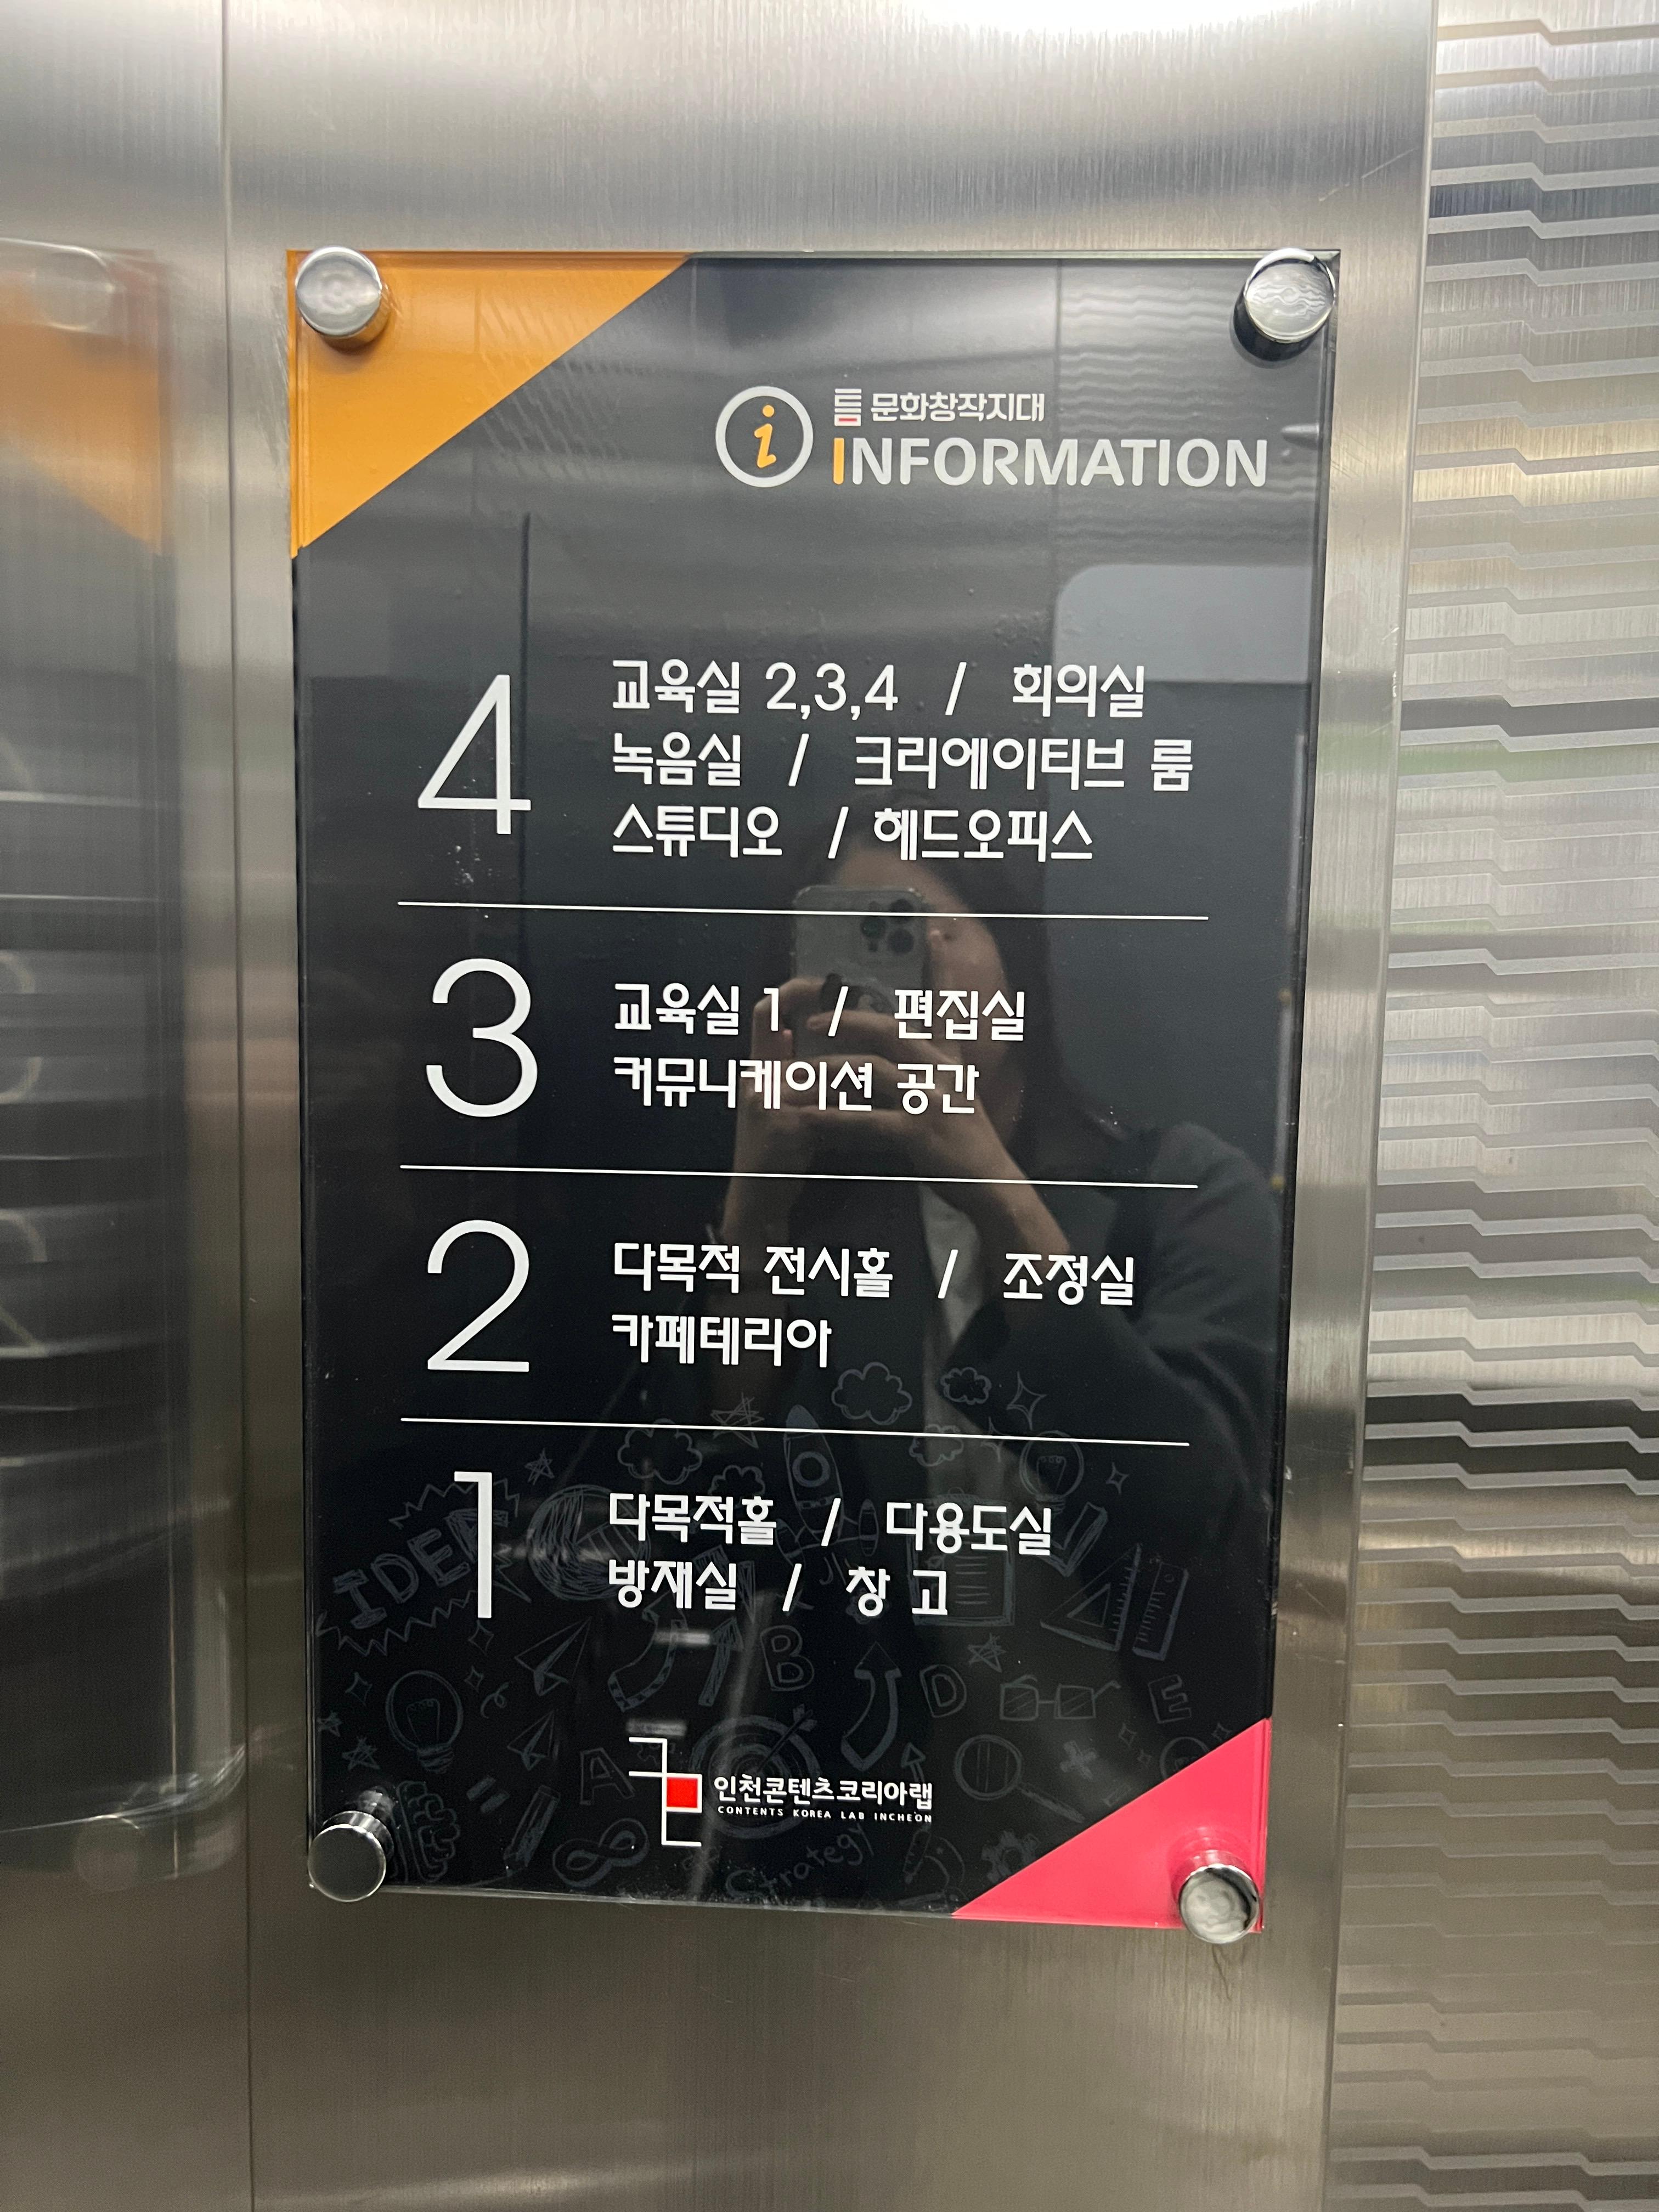 틈 문화창작지대
i INFORMATION
4
교육실 2,3,4 / 회의실
녹음실 / 크리에이티브 룸
스튜디오 / 헤드오피스
3
교육실 1 / 편집실
커뮤니케이션 공간
2
다목적 전시홀 / 조정실
카페테리아
1
다목적홀 / 다용도실
방재실 / 창 고
IDEA
B
D
E
A
인천콘텐츠코리아랩
CONTENTS KOREA LAB INCHEON
Strategy